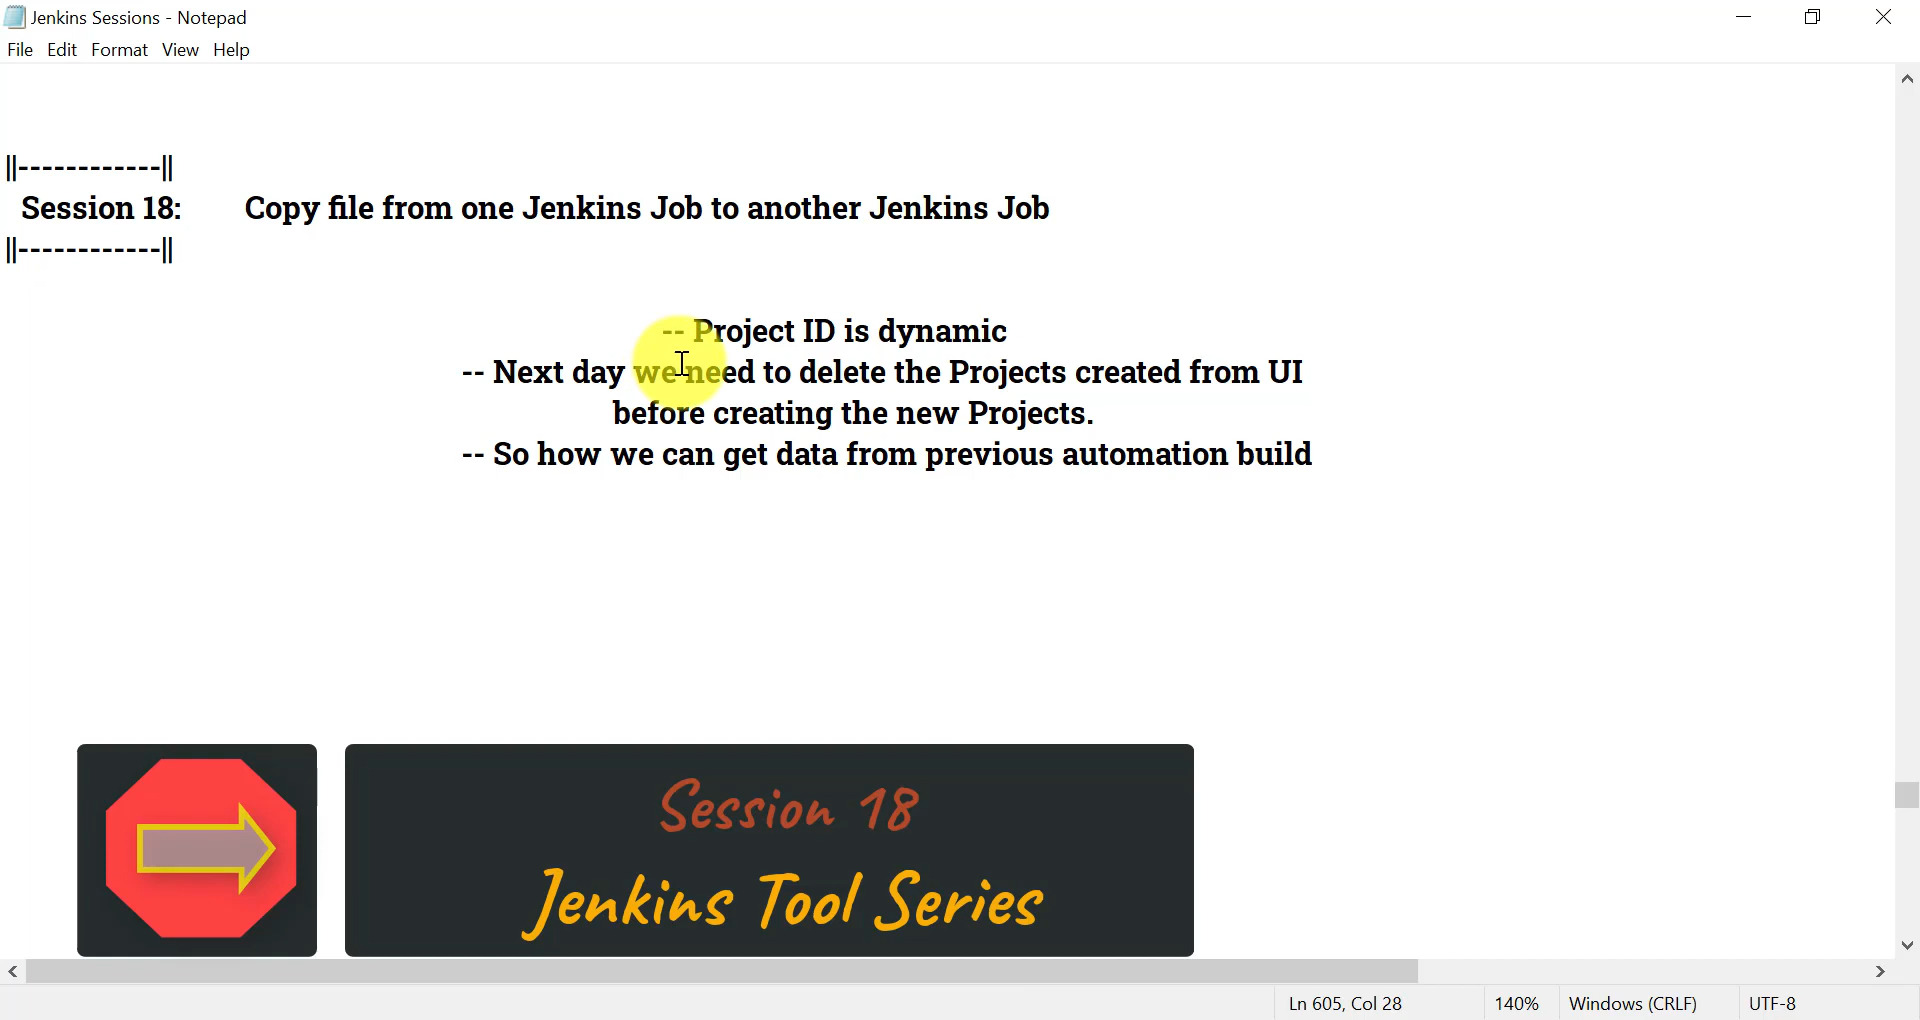 Jenkins Sessions - Notepad
File Edit Format View Help
||------------||
Session 18: Copy file from one Jenkins Job to another Jenkins Job
||------------||
-- Project ID is dynamic
-- Next day we need to delete the Projects created from UI
before creating the new Projects.
-- So how we can get data from previous automation build
Session 18
Jenkins Tool Series
Ln 605, Col 28 140% Windows (CRLF) UTF-8